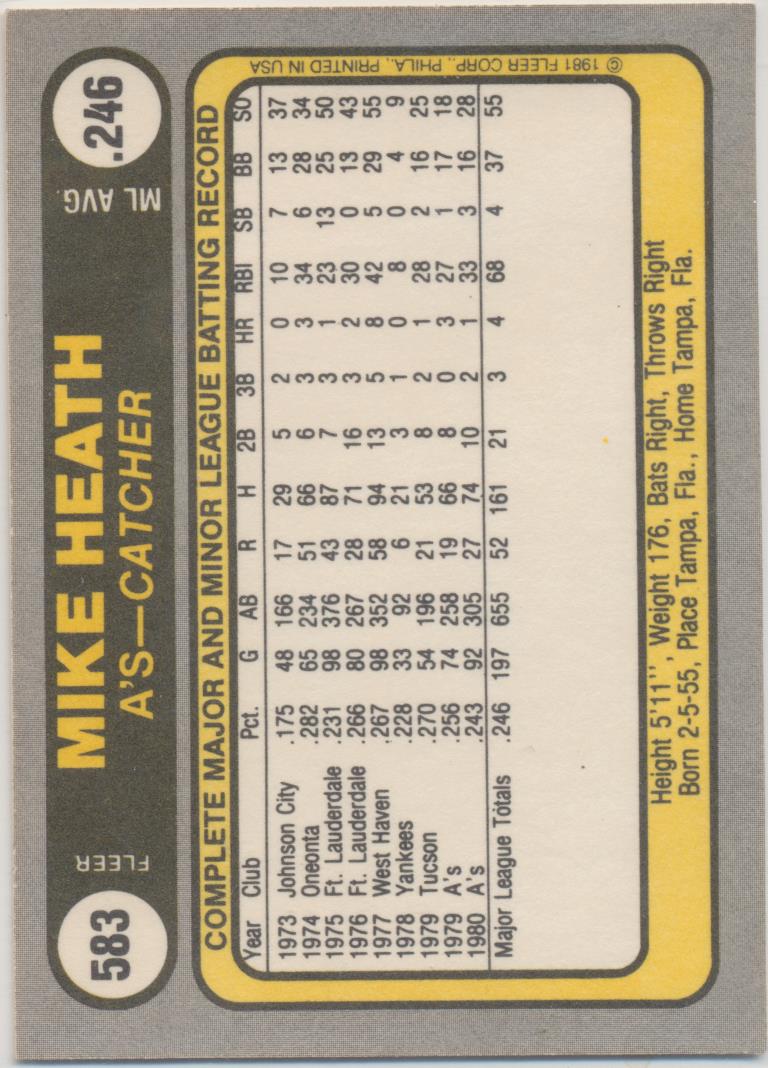 583
FLEER
MIKE HEATH
A'S—CATCHER
ML AVG.
.246
COMPLETE MAJOR AND MINOR LEAGUE BATTING RECORD
Year Club Pct. G AB R H 2B 3B HR RBI SB BB SO
1973 Johnson City .175 48 166 17 29 5 2 0 10 7 13 37
1974 Oneonta .282 65 234 51 66 6 3 3 34 6 28 34
1975 Ft. Lauderdale .231 98 376 43 87 7 3 1 23 13 25 50
1976 Ft. Lauderdale .266 80 267 28 71 16 3 2 30 0 13 43
1977 West Haven .267 98 352 58 94 13 5 8 42 5 29 55
1978 Yankees .228 33 92 6 21 3 1 0 8 0 4 9
1979 Tucson .270 54 196 21 53 8 2 1 28 2 16 25
1979 A's .256 74 258 19 66 8 0 3 27 1 17 18
1980 A's .243 92 305 27 74 10 2 1 33 3 16 28
Major League Totals .246 197 655 52 161 21 3 4 68 4 37 55
Height 5'11", Weight 176, Bats Right, Throws Right
Born 2-5-55, Place Tampa, Fla., Home Tampa, Fla.
© 1981 FLEER CORP., PHILA., PRINTED IN USA